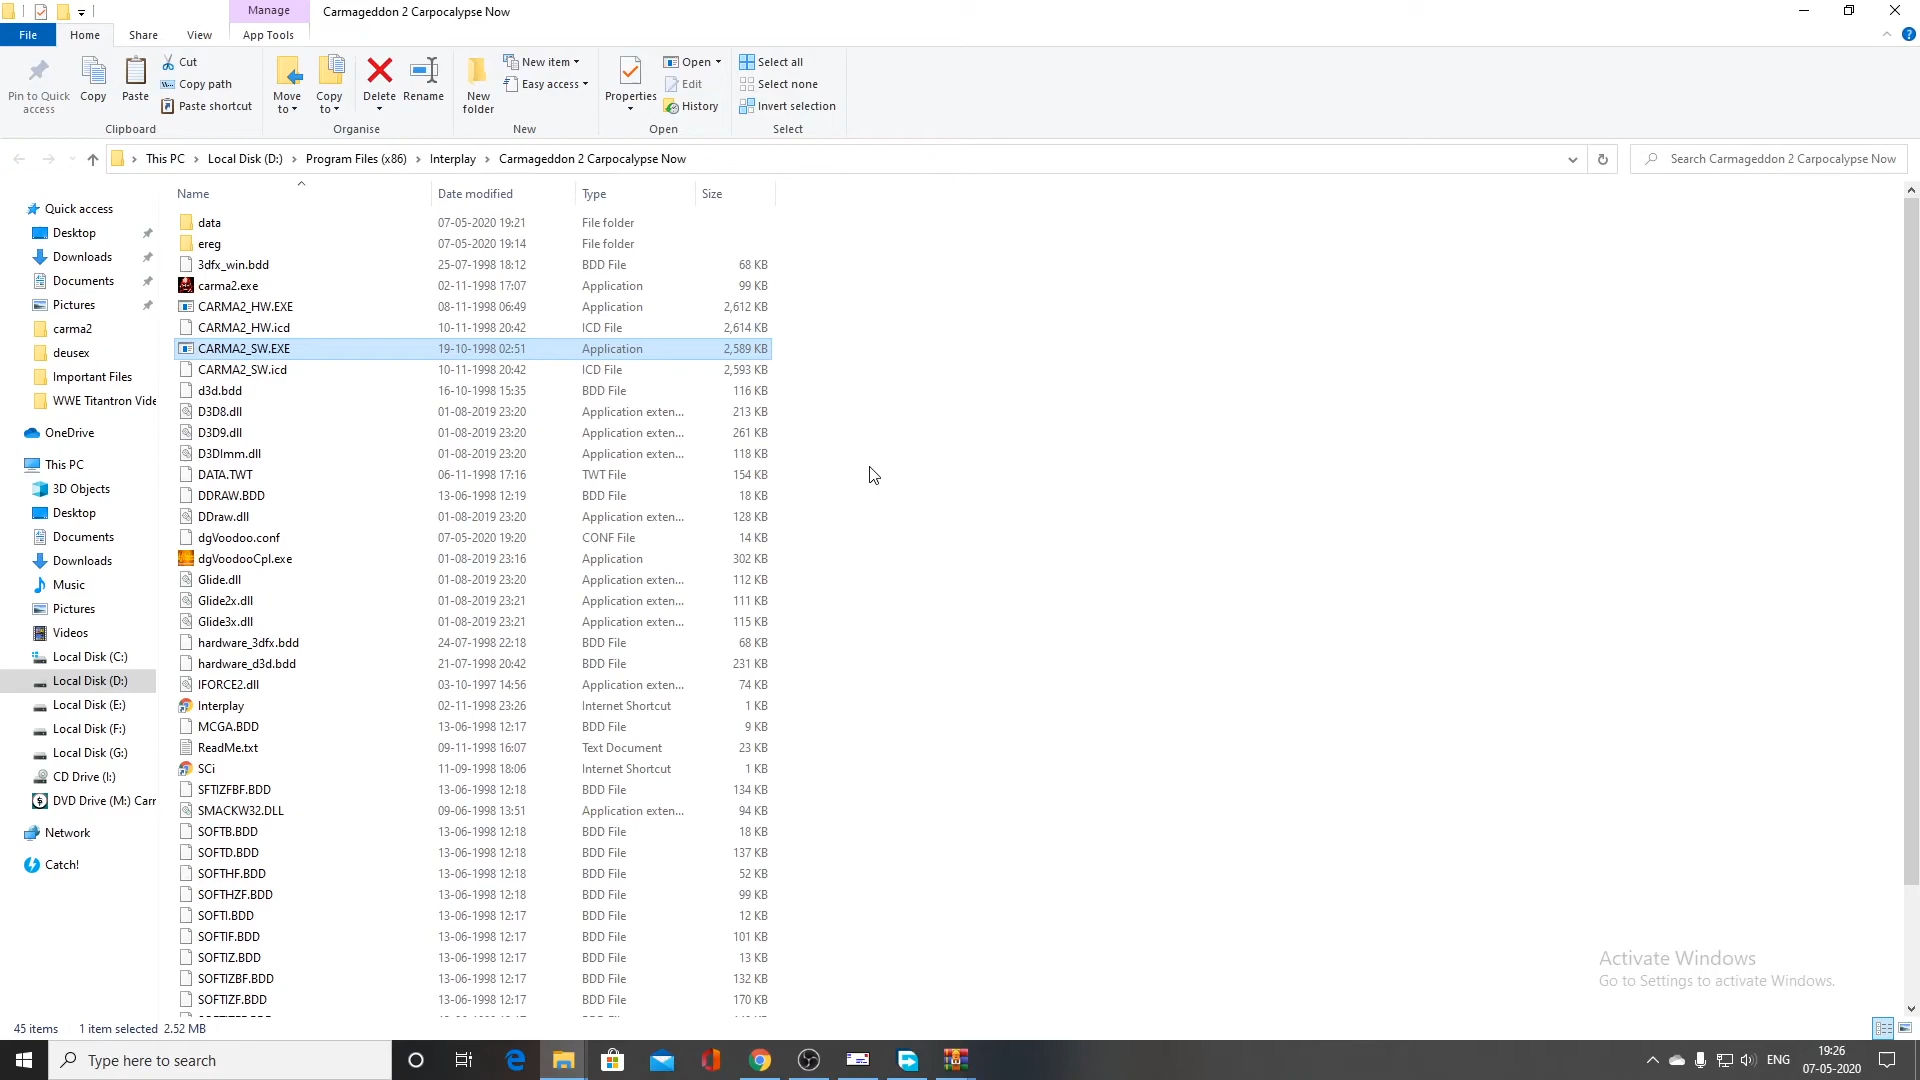 Manage
Carmageddon 2 Carpocalypse Now
File
Home
Share
View
App Tools
Pin to Quick access
Copy
Paste
Cut
Copy path
Paste shortcut
Clipboard
Move to
Copy to
Delete
Rename
Organise
New folder
New item
Easy access
New
Properties
Open
Edit
History
Open
Select all
Select none
Invert selection
Select
This PC > Local Disk (D:) > Program Files (x86) > Interplay > Carmageddon 2 Carpocalypse Now
Search Carmageddon 2 Carpocalypse Now
Quick access
Desktop
Downloads
Documents
Pictures
carma2
deusex
Important Files
WWE Titantron Vide
OneDrive
This PC
3D Objects
Desktop
Documents
Downloads
Music
Pictures
Videos
Local Disk (C:)
Local Disk (D:)
Local Disk (E:)
Local Disk (F:)
Local Disk (G:)
CD Drive (I:)
DVD Drive (M:) Carr
Network
Catch!
Name Date modified Type Size
data 07-05-2020 19:21 File folder
ereg 07-05-2020 19:14 File folder
3dfx_win.bdd 25-07-1998 18:12 BDD File 68 KB
carma2.exe 02-11-1998 17:07 Application 99 KB
CARMA2_HW.EXE 08-11-1998 06:49 Application 2,612 KB
CARMA2_HW.icd 10-11-1998 20:42 ICD File 2,614 KB
CARMA2_SW.EXE 19-10-1998 02:51 Application 2,589 KB
CARMA2_SW.icd 10-11-1998 20:42 ICD File 2,593 KB
d3d.bdd 16-10-1998 15:35 BDD File 116 KB
D3D8.dll 01-08-2019 23:20 Application exten... 213 KB
D3D9.dll 01-08-2019 23:20 Application exten... 261 KB
D3DImm.dll 01-08-2019 23:20 Application exten... 118 KB
DATA.TWT 06-11-1998 17:16 TWT File 154 KB
DDRAW.BDD 13-06-1998 12:19 BDD File 18 KB
DDraw.dll 01-08-2019 23:20 Application exten... 128 KB
dgVoodoo.conf 07-05-2020 19:20 CONF File 14 KB
dgVoodooCpl.exe 01-08-2019 23:16 Application 302 KB
Glide.dll 01-08-2019 23:20 Application exten... 112 KB
Glide2x.dll 01-08-2019 23:21 Application exten... 111 KB
Glide3x.dll 01-08-2019 23:21 Application exten... 115 KB
hardware_3dfx.bdd 24-07-1998 22:18 BDD File 68 KB
hardware_d3d.bdd 21-07-1998 20:42 BDD File 231 KB
IFORCE2.dll 03-10-1997 14:56 Application exten... 74 KB
Interplay 02-11-1998 23:26 Internet Shortcut 1 KB
MCGA.BDD 13-06-1998 12:17 BDD File 9 KB
ReadMe.txt 09-11-1998 16:07 Text Document 23 KB
SCi 11-09-1998 18:06 Internet Shortcut 1 KB
SFTIZFBF.BDD 13-06-1998 12:18 BDD File 134 KB
SMACKW32.DLL 09-06-1998 13:51 Application exten... 94 KB
SOFTB.BDD 13-06-1998 12:18 BDD File 18 KB
SOFTD.BDD 13-06-1998 12:18 BDD File 137 KB
SOFTHF.BDD 13-06-1998 12:18 BDD File 52 KB
SOFTHZF.BDD 13-06-1998 12:18 BDD File 99 KB
SOFTI.BDD 13-06-1998 12:17 BDD File 12 KB
SOFTIF.BDD 13-06-1998 12:17 BDD File 101 KB
SOFTIZ.BDD 13-06-1998 12:17 BDD File 13 KB
SOFTIZBF.BDD 13-06-1998 12:17 BDD File 132 KB
SOFTIZF.BDD 13-06-1998 12:17 BDD File 170 KB
Activate Windows
Go to Settings to activate Windows.
45 items 1 item selected 2.52 MB
Type here to search
ENG
19:26
07-05-2020